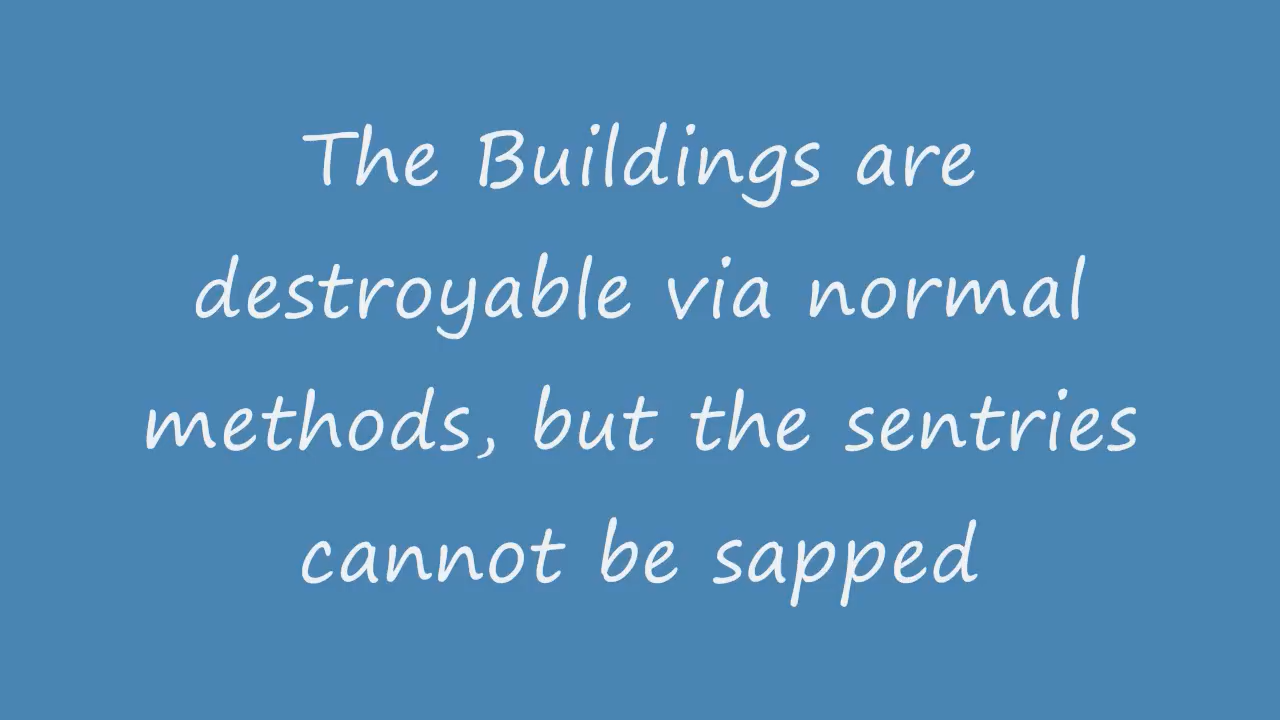 The Buildings are
destroyable via normal
methods, but the sentries
cannot be sapped